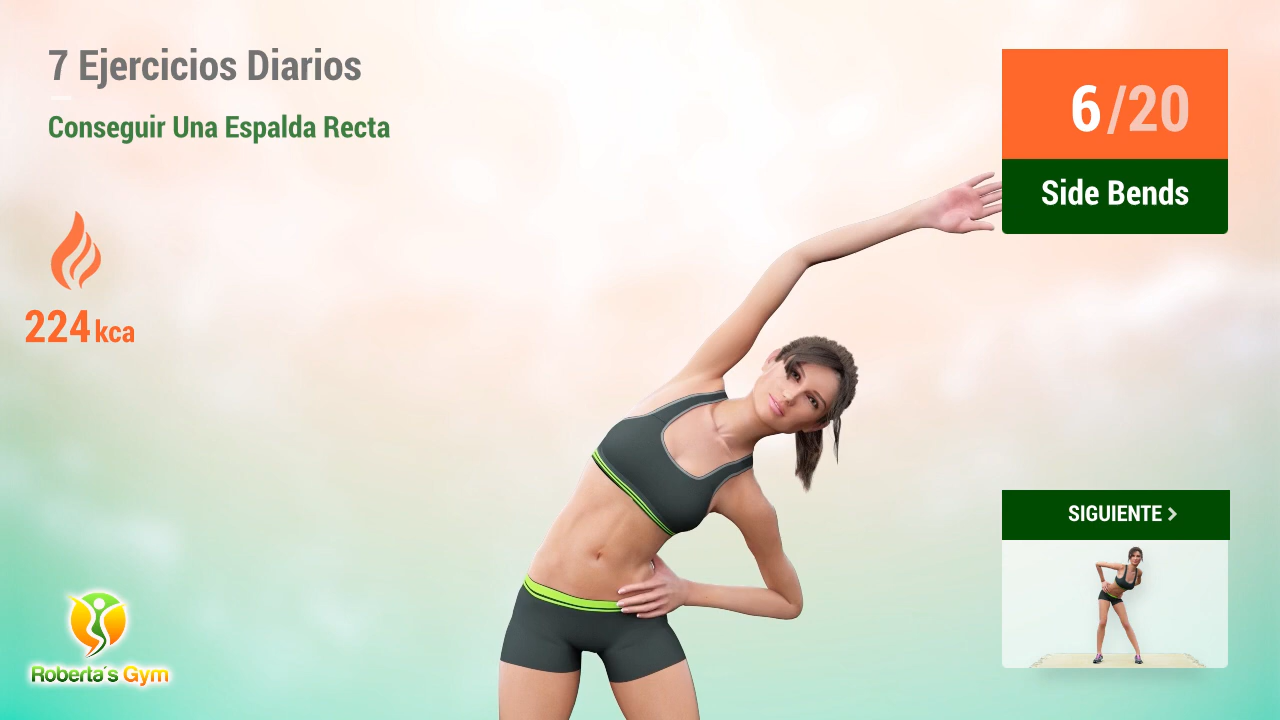 7 Ejercicios Diarios
Conseguir Una Espalda Recta
6/20
Side Bends
224 kca
SIGUIENTE >
Roberta´s Gym